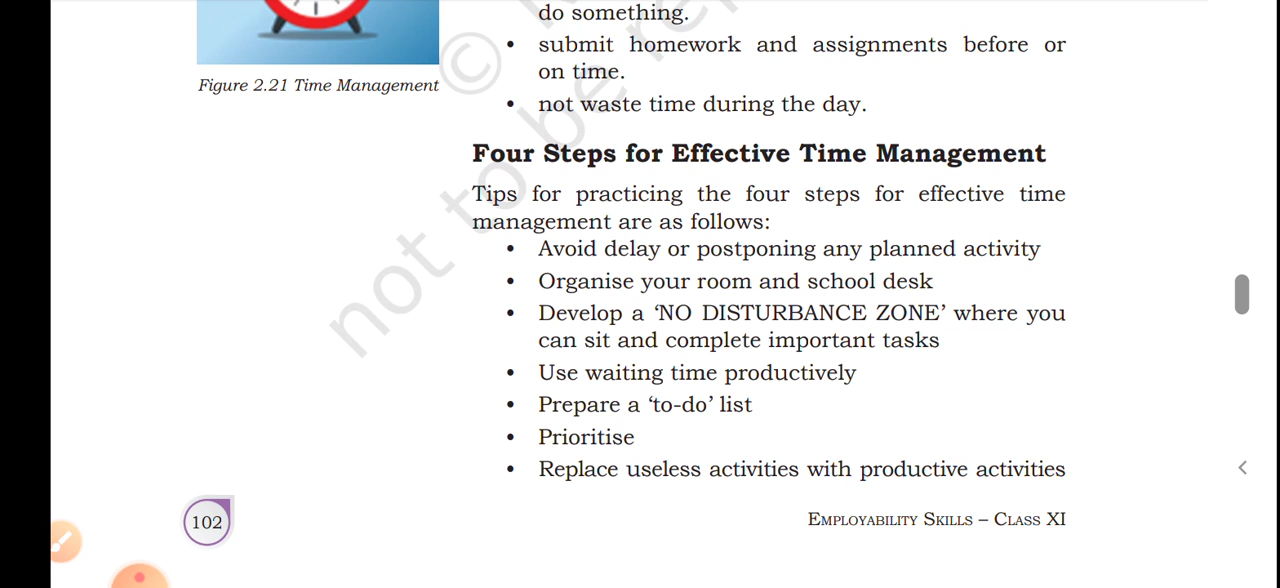 do something.
• submit homework and assignments before or
on time.
Figure 2.21 Time Management
• not waste time during the day.
Four Steps for Effective Time Management
Tips for practicing the four steps for effective time
management are as follows:
• Avoid delay or postponing any planned activity
• Organise your room and school desk
• Develop a ‘NO DISTURBANCE ZONE’ where you
can sit and complete important tasks
• Use waiting time productively
• Prepare a ‘to-do’ list
• Prioritise
• Replace useless activities with productive activities
102
Employability Skills – Class XI
©
not to be re